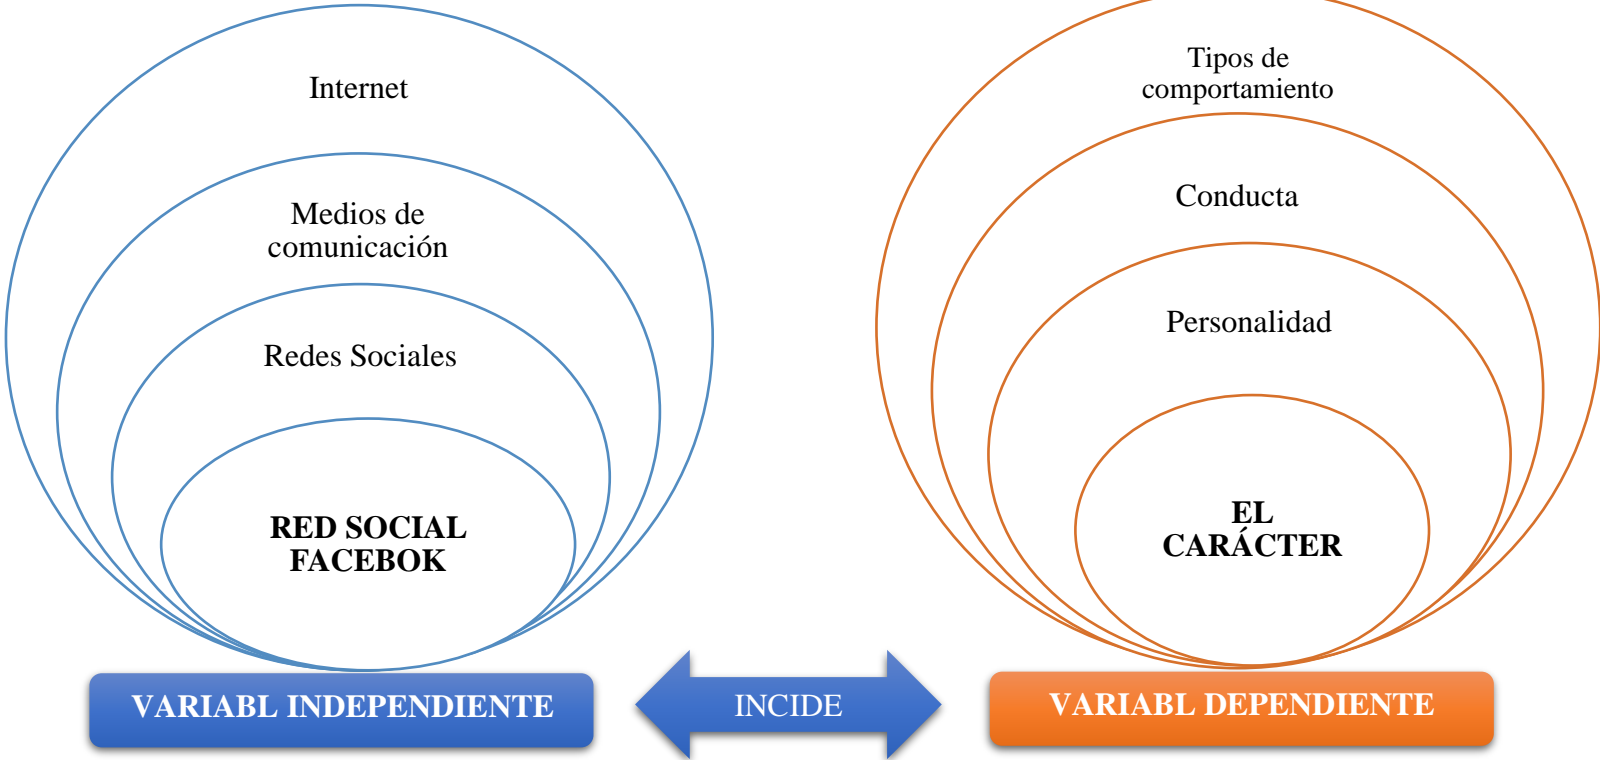 Internet
Medios de
comunicación
Redes Sociales
RED SOCIAL
FACEBOK
VARIABL INDEPENDIENTE
INCIDE
Tipos de
comportamiento
Conducta
Personalidad
EL
CARÁCTER
VARIABL DEPENDIENTE